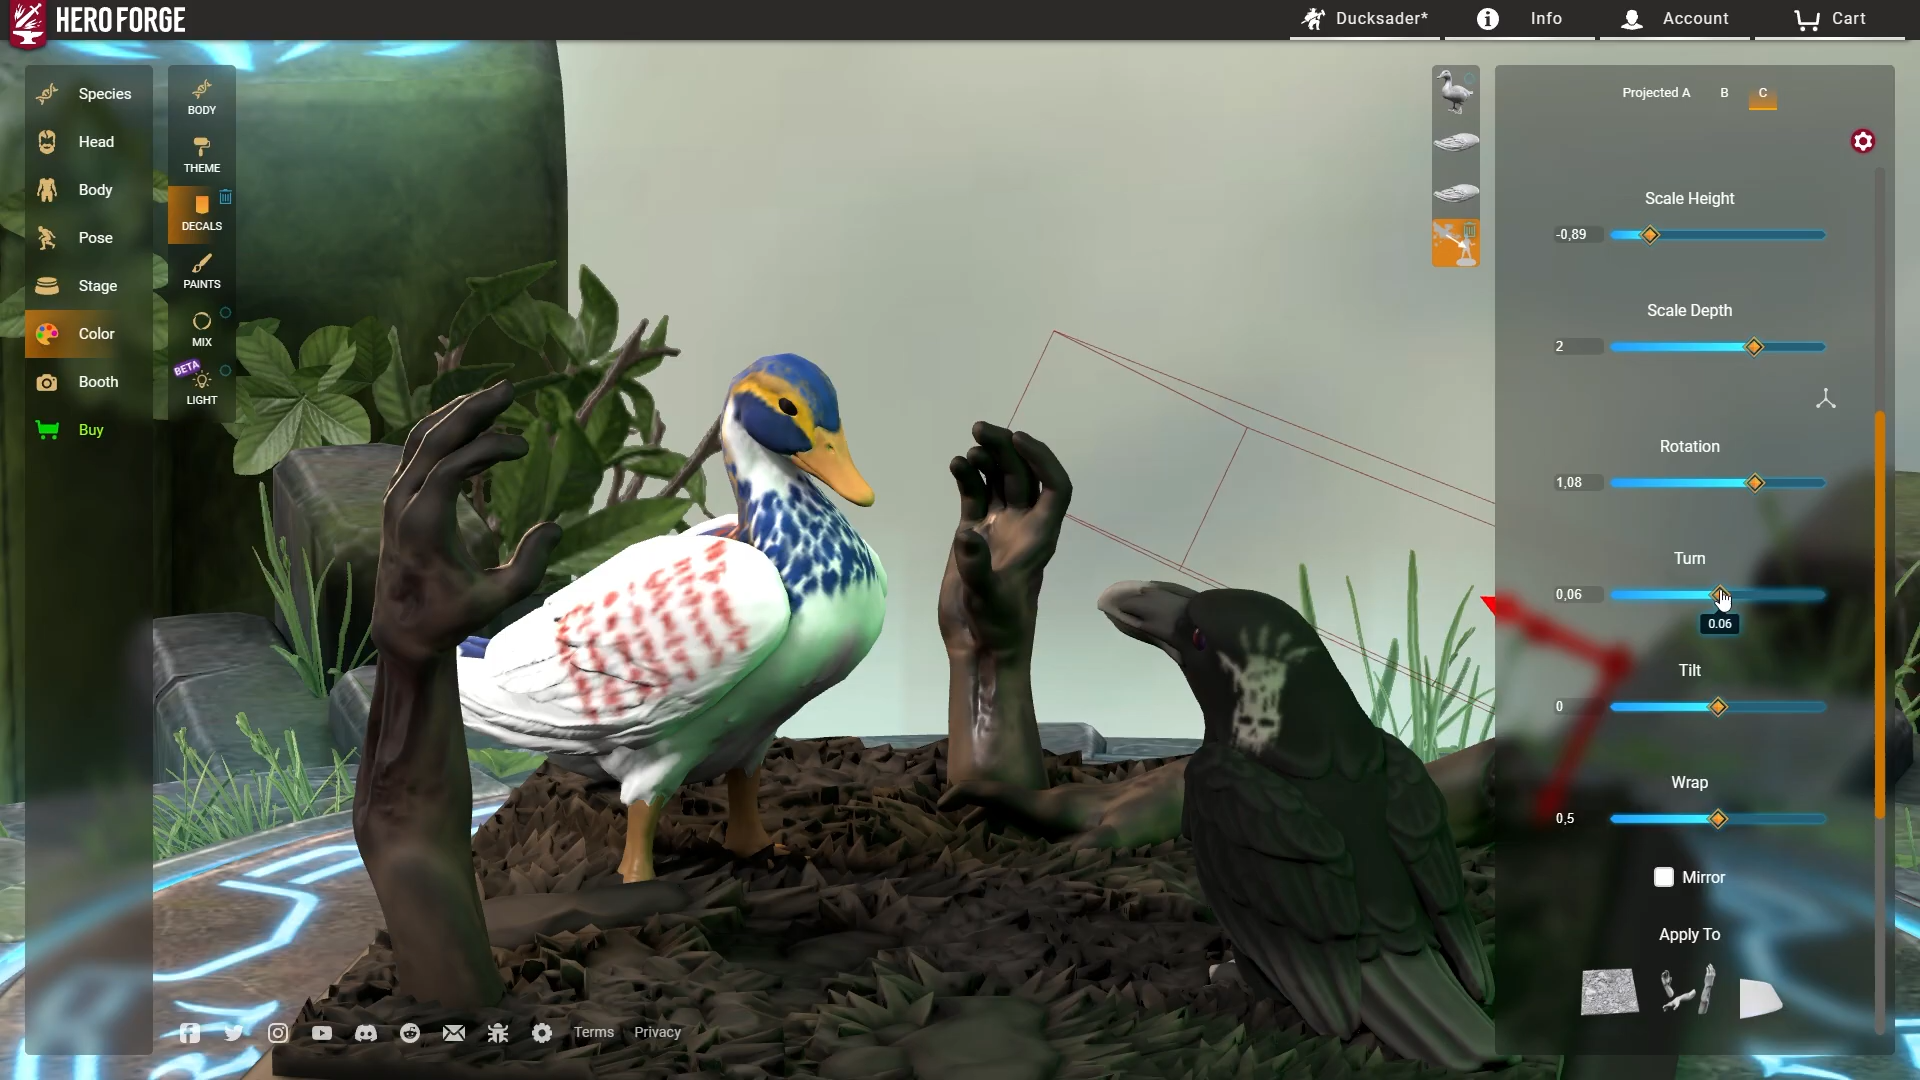 HERO FORGE
Ducksader*
Info
Account
Cart
Species
Head
Body
Pose
Stage
Color
Booth
Buy
BODY
THEME
DECALS
PAINTS
MIX
BETA
LIGHT
Projected A B C
Scale Height
-0,89
Scale Depth
2
Rotation
1,08
Turn
0,06
0.06
Tilt
0
Wrap
0,5
Mirror
Apply To
Terms Privacy